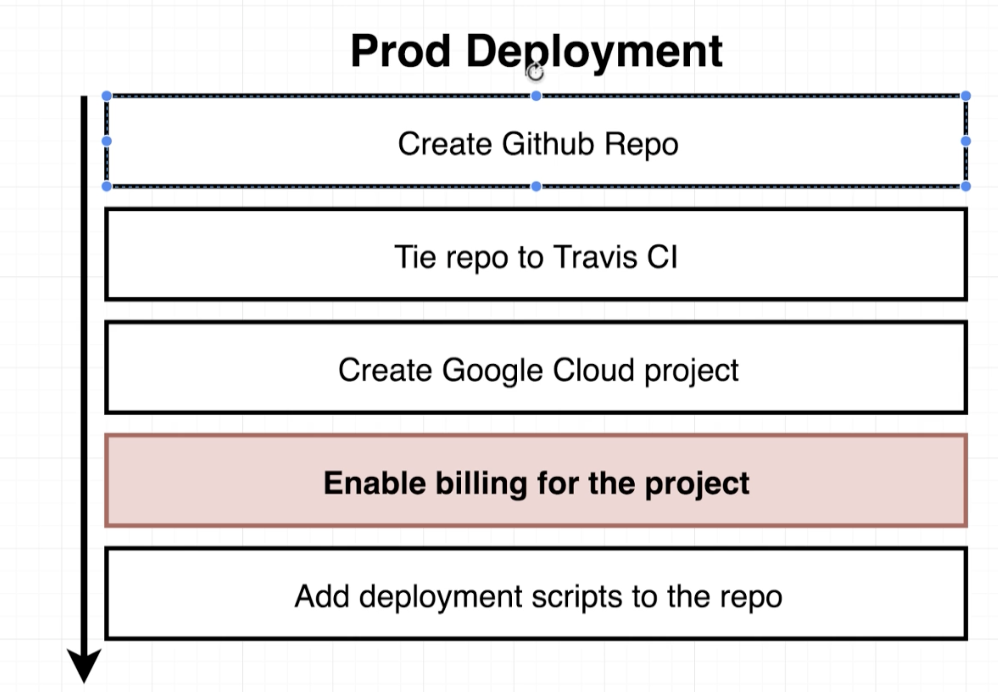 Prod Deployment
Create Github Repo
Tie repo to Travis CI
Create Google Cloud project
Enable billing for the project
Add deployment scripts to the repo